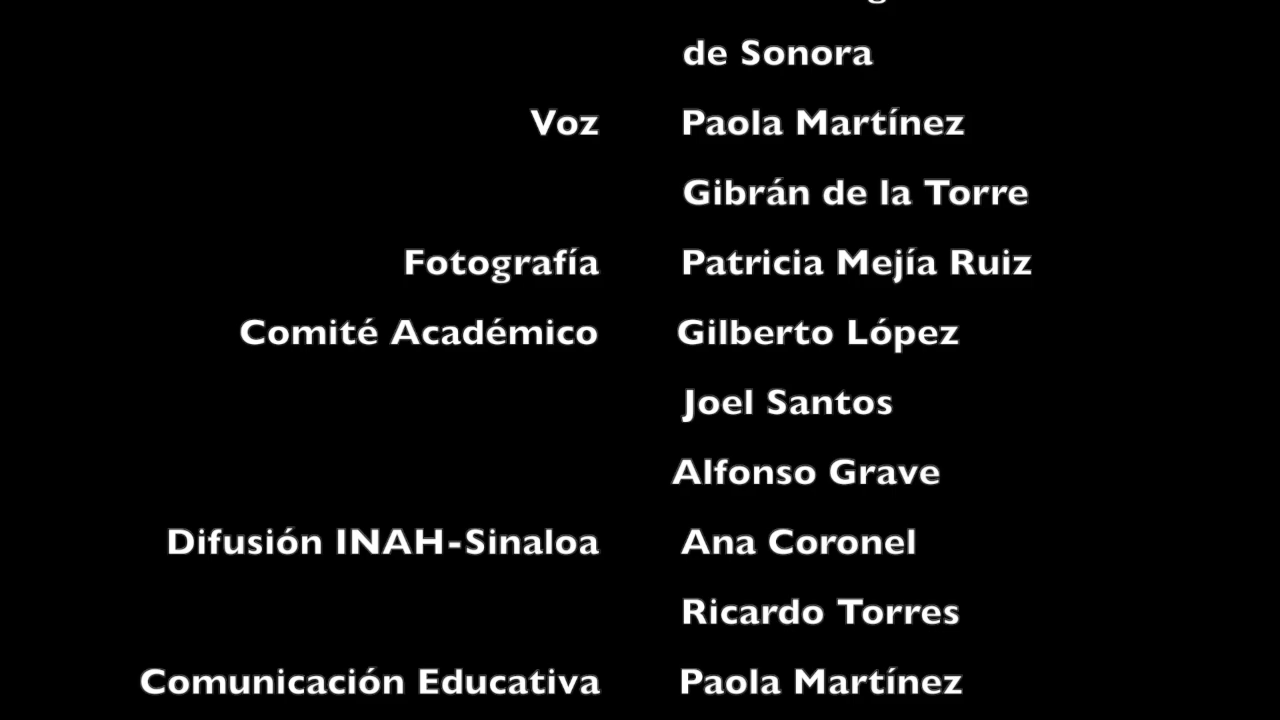 de Sonora
Voz Paola Martínez
Gibrán de la Torre
Fotografía Patricia Mejía Ruiz
Comité Académico Gilberto López
Joel Santos
Alfonso Grave
Difusión INAH-Sinaloa Ana Coronel
Ricardo Torres
Comunicación Educativa Paola Martínez